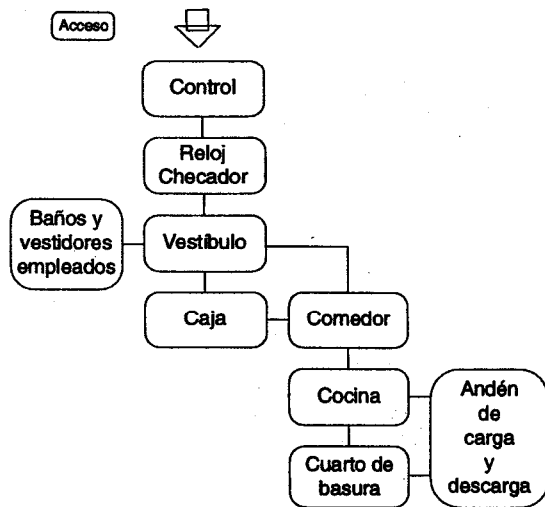 Acceso
Control
Reloj
Checador
Baños y
vestidores
empleados
Vestíbulo
Caja
Comedor
Cocina
Cuarto de
basura
Andén
de
carga
y
descarga